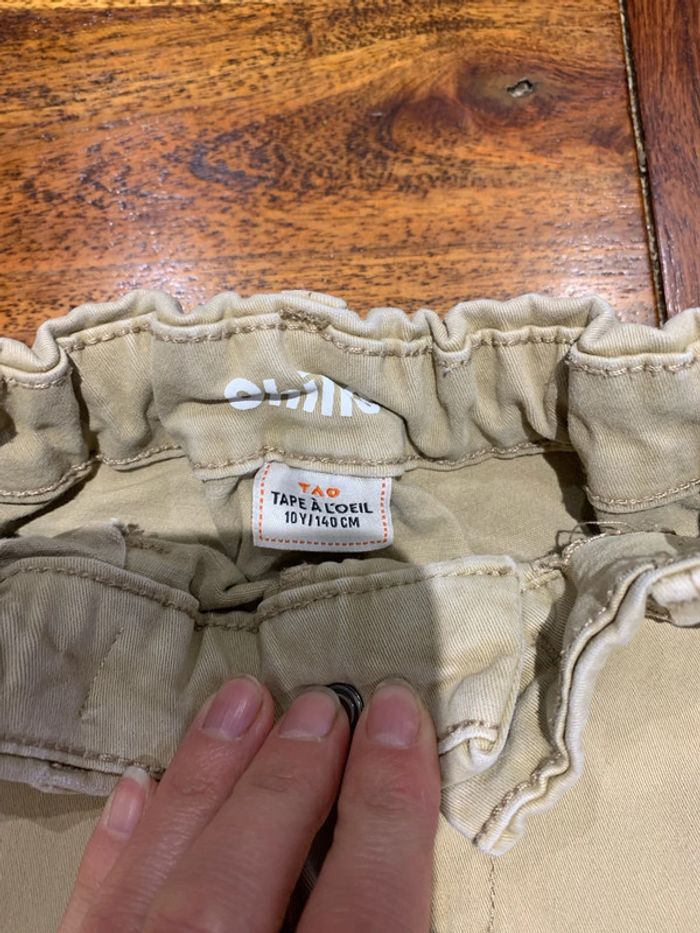 TAO
TAPE À L'OEIL
10Y/140CM